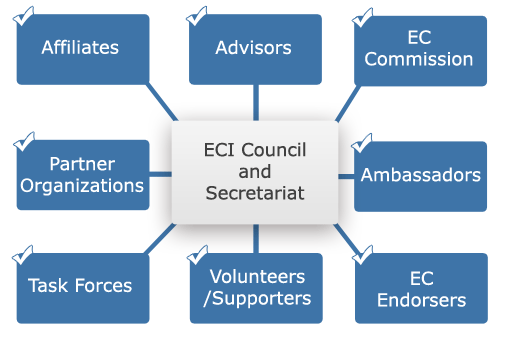 Affiliates
Advisors
EC
Commission
Partner
Organizations
ECI Council
and
Secretariat
Ambassadors
Task Forces
Volunteers
/Supporters
EC
Endorsers